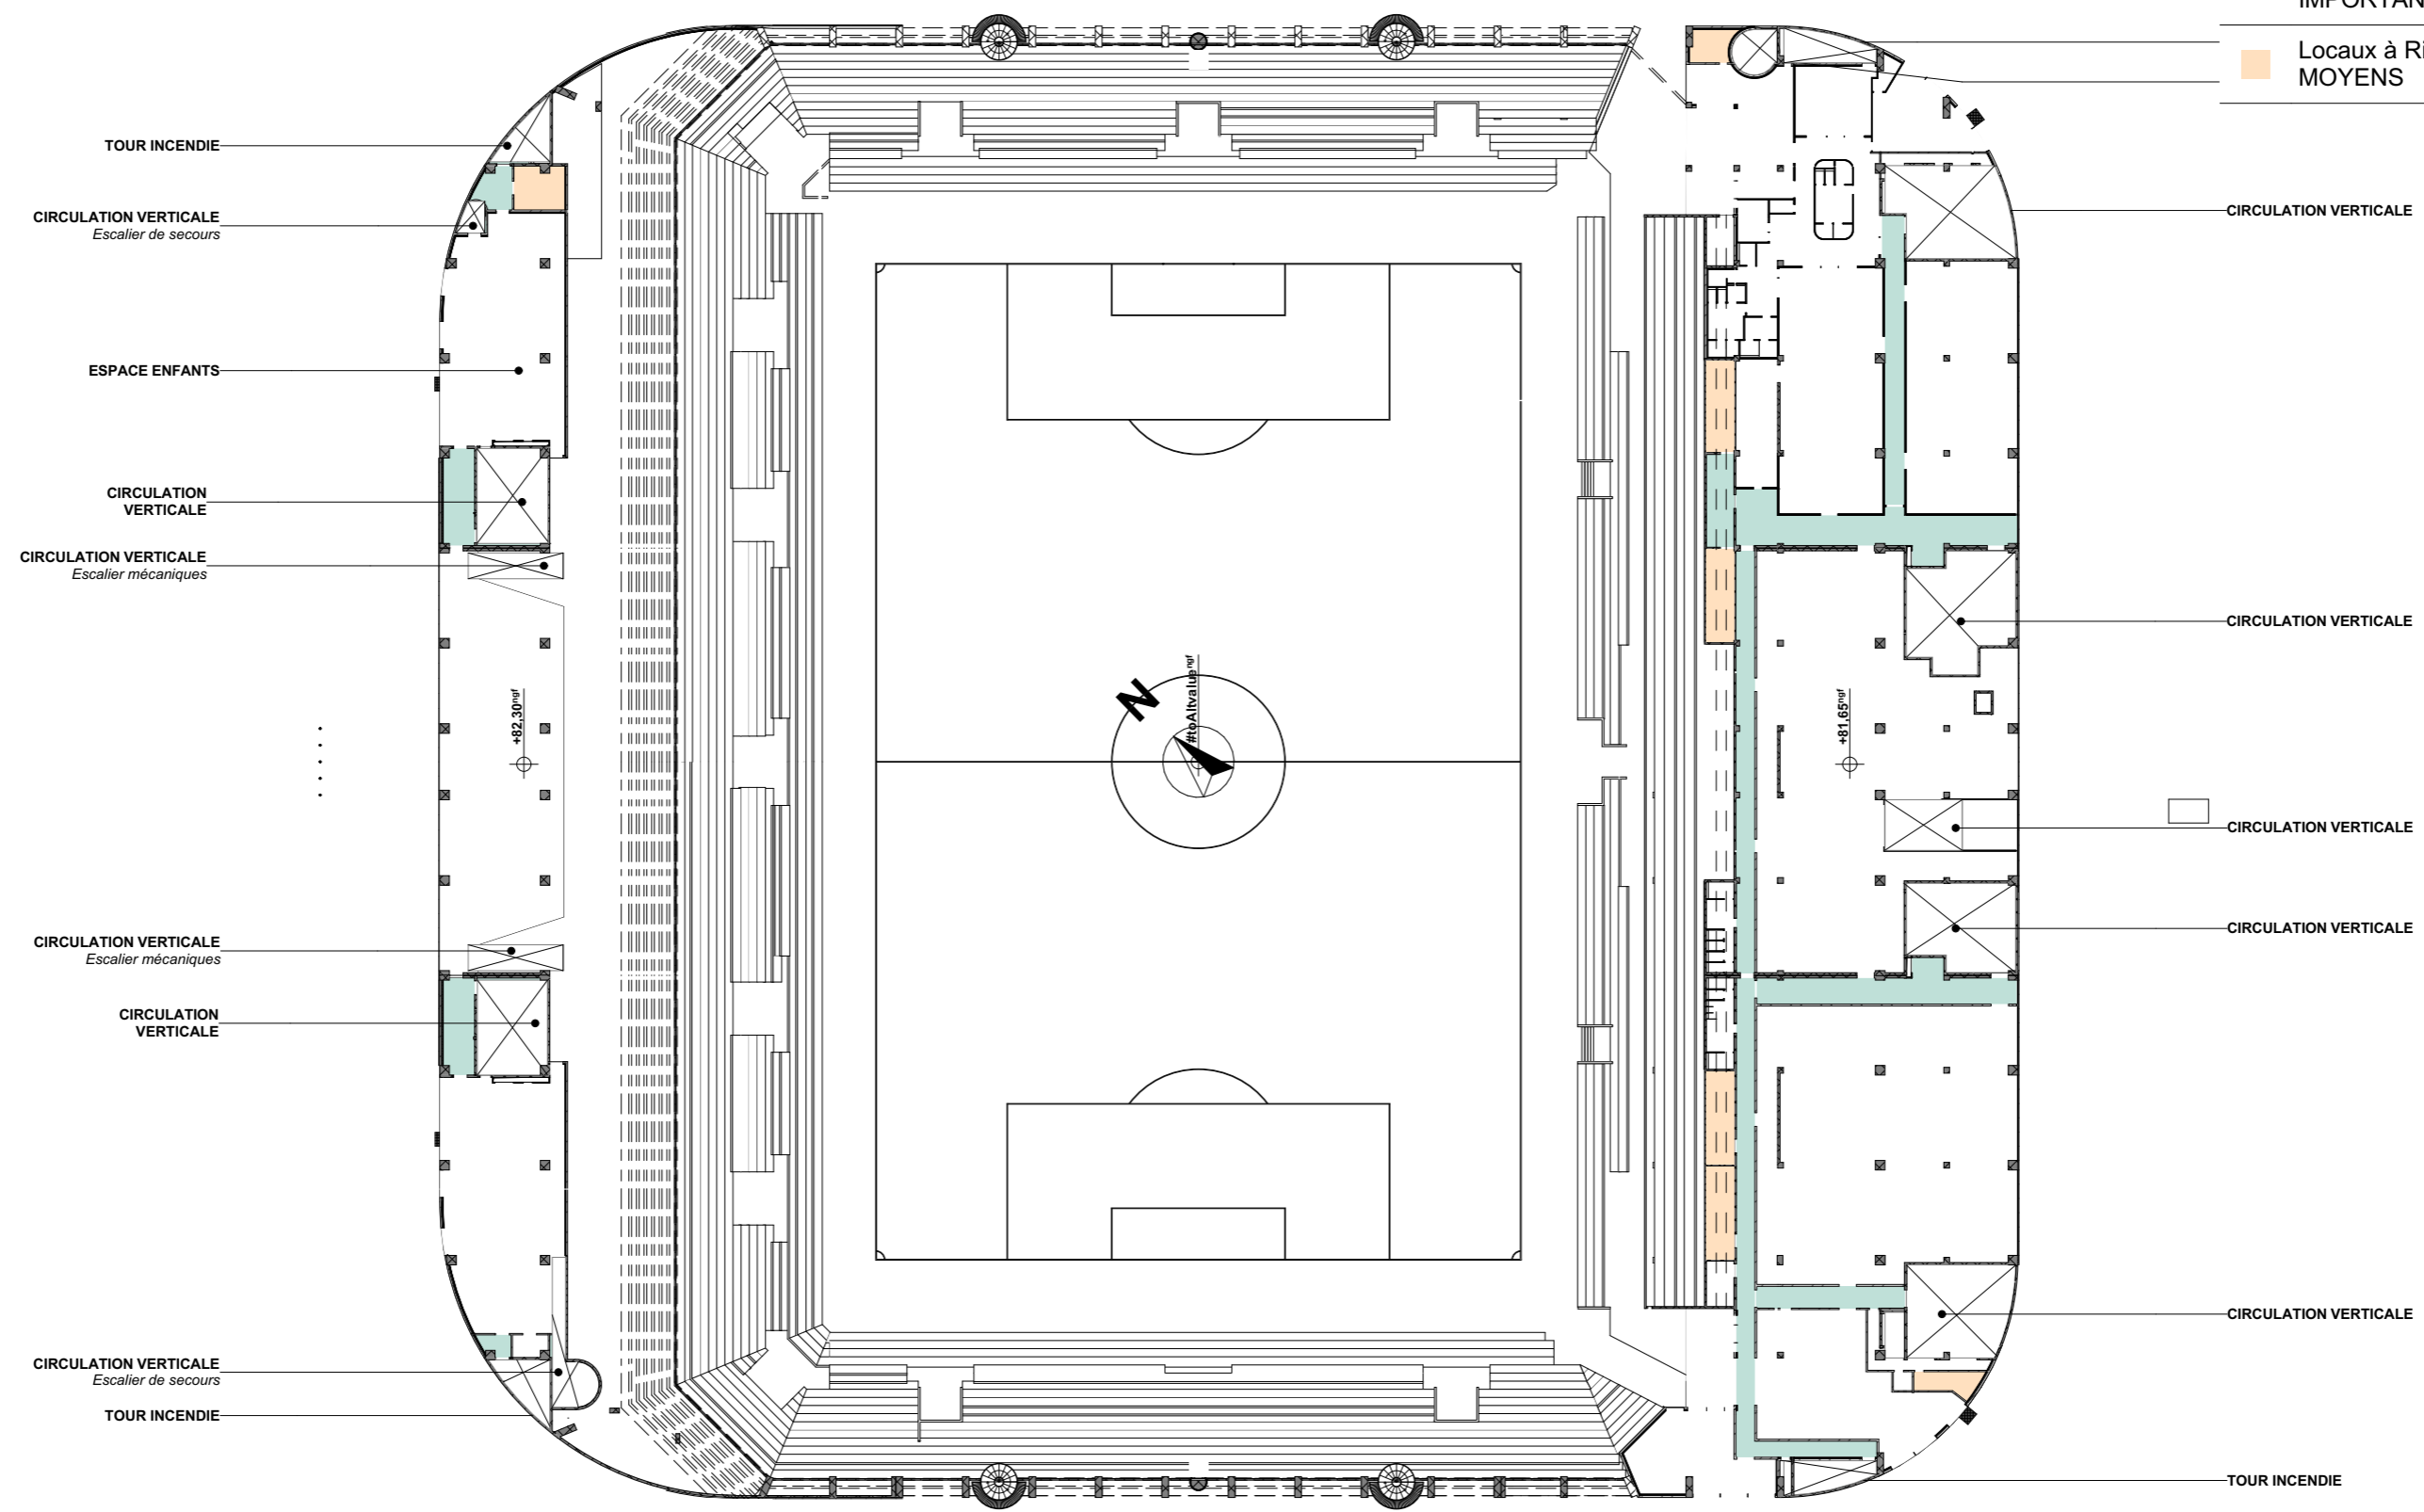 IMPORTAN
Locaux à Ri
MOYENS
TOUR INCENDIE
CIRCULATION VERTICALE
Escalier de secours
ESPACE ENFANTS
CIRCULATION
VERTICALE
CIRCULATION VERTICALE
Escalier mécaniques
+82,30ngf
CIRCULATION VERTICALE
Escalier mécaniques
CIRCULATION
VERTICALE
CIRCULATION VERTICALE
Escalier de secours
TOUR INCENDIE
N
#toAltvaluengf
+81,65ngf
CIRCULATION VERTICALE
CIRCULATION VERTICALE
CIRCULATION VERTICALE
CIRCULATION VERTICALE
CIRCULATION VERTICALE
TOUR INCENDIE